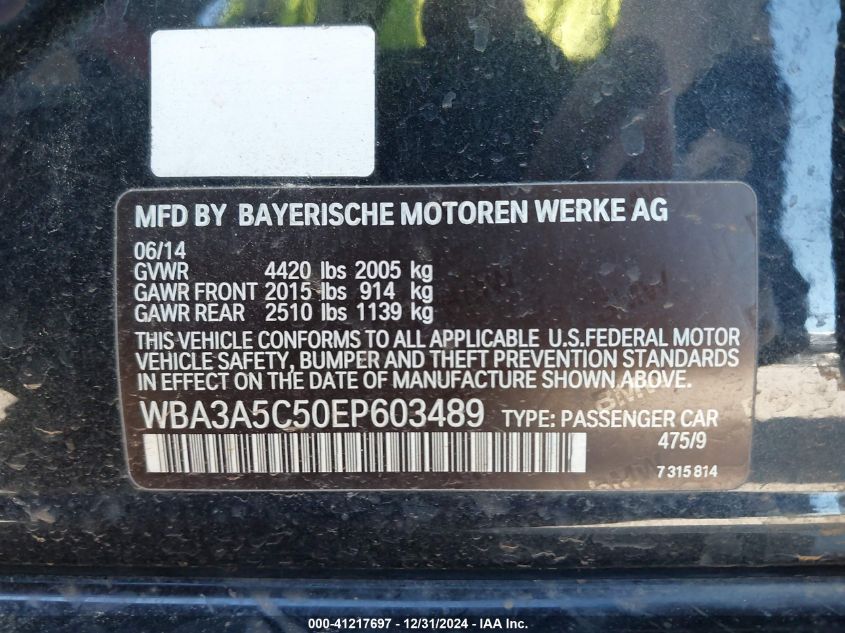 MFD BY BAYERISCHE MOTOREN WERKE AG
06/14
GVWR 4420 lbs 2005 kg
GAWR FRONT 2015 lbs 914 kg
GAWR REAR 2510 lbs 1139 kg
THIS VEHICLE CONFORMS TO ALL APPLICABLE U.S.FEDERAL MOTOR
VEHICLE SAFETY, BUMPER AND THEFT PREVENTION STANDARDS
IN EFFECT ON THE DATE OF MANUFACTURE SHOWN ABOVE.
WBA3A5C50EP603489 TYPE: PASSENGER CAR
475/9
7315814
000-41217697 - 12/31/2024 - IAA Inc.